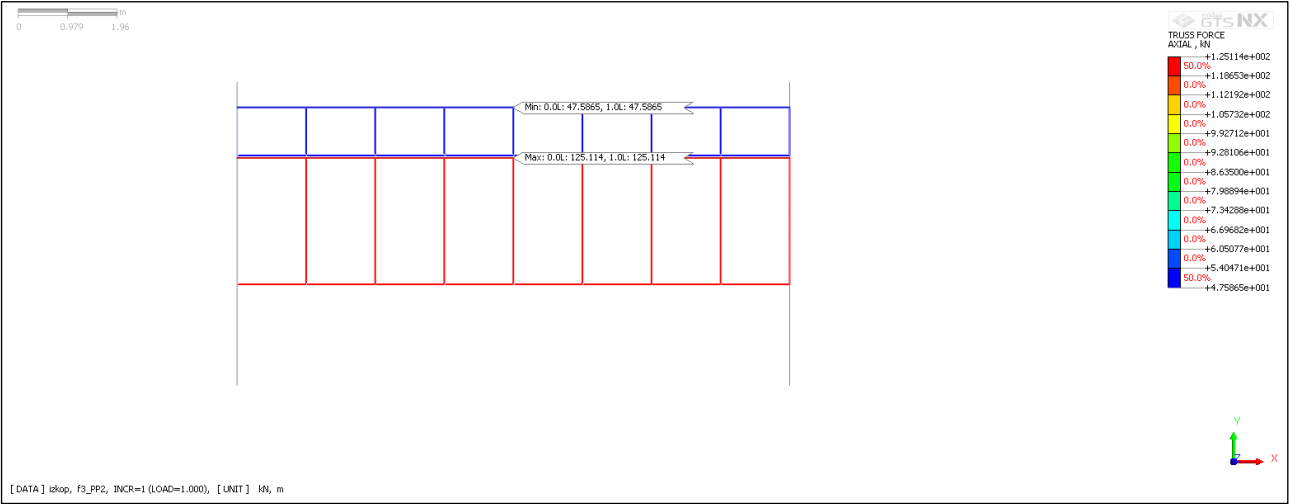 m
0 0.979 1.96
midas
GTS NX
TRUSS FORCE
AXIAL , kN
+1.25114e+002
50.0%
+1.18653e+002
0.0%
+1.12192e+002
0.0%
+1.05732e+002
0.0%
+9.92712e+001
0.0%
+9.28106e+001
0.0%
+8.63500e+001
0.0%
+7.98894e+001
0.0%
+7.34288e+001
0.0%
+6.69682e+001
0.0%
+6.05077e+001
0.0%
+5.40471e+001
50.0%
+4.75865e+001
Min: 0.0L: 47.5865, 1.0L: 47.5865
Max: 0.0L: 125.114, 1.0L: 125.114
Y
Z
X
[ DATA ] izkop, f3_PP2, INCR=1 (LOAD=1.000), [ UNIT ] kN, m